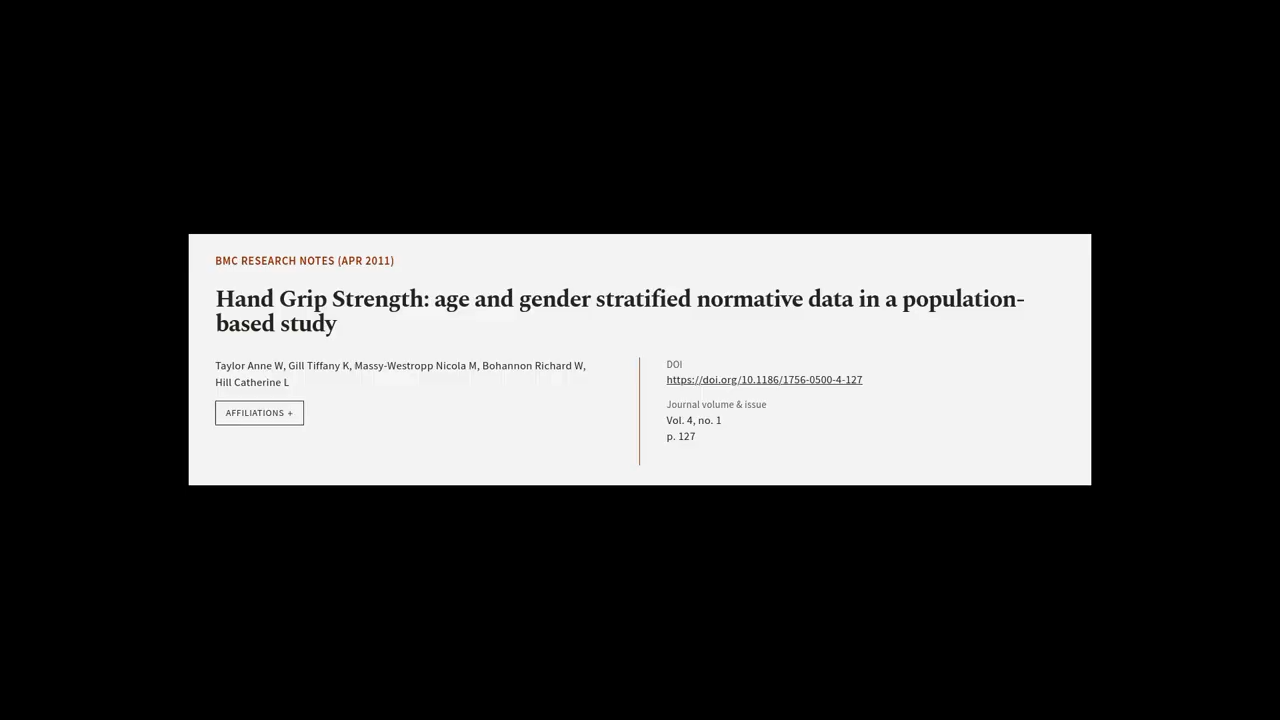 BMC RESEARCH NOTES (APR 2011)
Hand Grip Strength: age and gender stratified normative data in a population-
based study
Taylor Anne W, Gill Tiffany K, Massy-Westropp Nicola M, Bohannon Richard W,
Hill Catherine L
AFFILIATIONS +
DOI
https://doi.org/10.1186/1756-0500-4-127
Journal volume & issue
Vol. 4, no. 1
p. 127